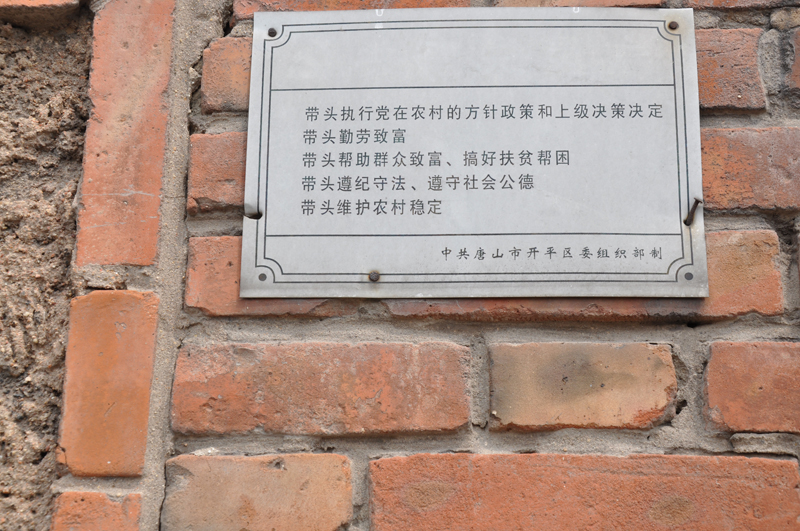 带头执行党在农村的方针政策和上级决策决定
带头勤劳致富
带头帮助群众致富、搞好扶贫帮困
带头遵纪守法、遵守社会公德
带头维护农村稳定
中共唐山市开平区委组织部制